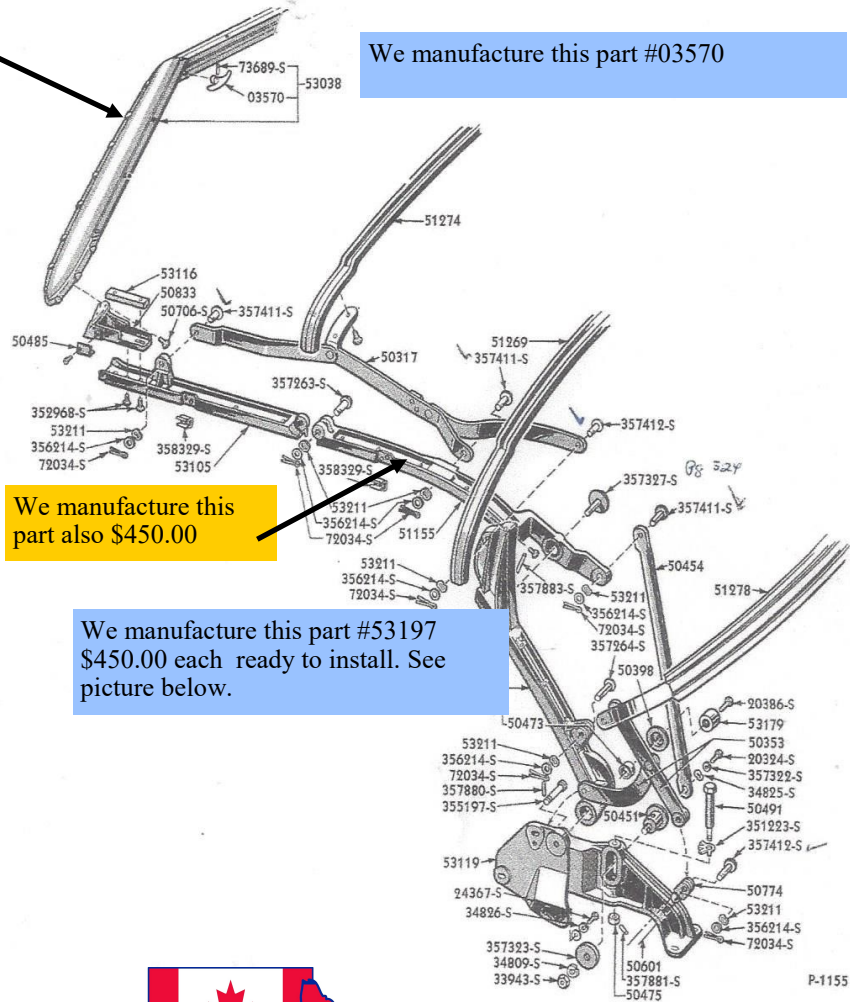 We manufacture this part #03570
73689-S
53038
03570
51274
53116
50833
50706-S
357411-S
50485
50317
51269
357411-S
357263-S
357412-S
352968-S
53211
356214-S
72034-S
358329-S
53105
358329-S
Pg 324
357327-S
357411-S
We manufacture this
part also $450.00
53211
356214-S
72034-S
51155
50454
53211
356214-S
72034-S
357883-S
53211
356214-S
72034-S
357264-S
51278
We manufacture this part #53197
$450.00 each ready to install. See
picture below.
50398
50473
20386-S
53179
50353
20324-S
357322-S
34825-S
50491
351223-S
357412-S
53211
356214-S
72034-S
357880-S
355197-S
50451
53119
50774
24367-S
34826-S
53211
356214-S
72034-S
357323-S
34809-S
33943-S
50601
357881-S
50475
P-1155